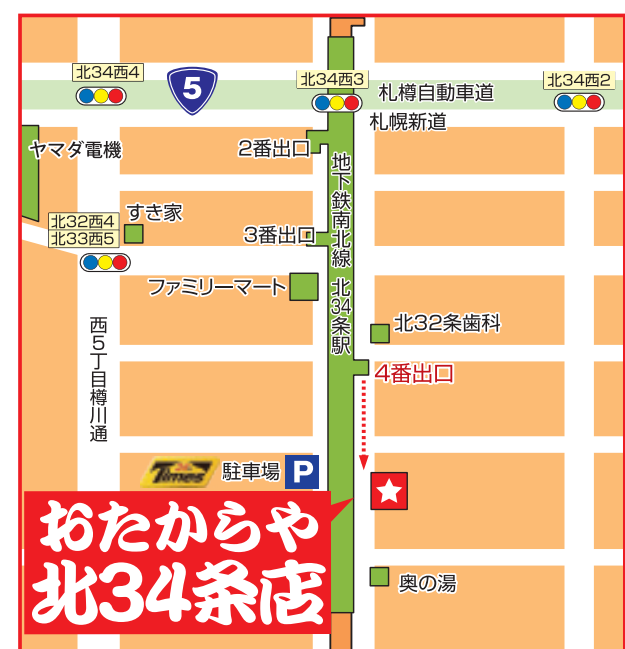 北34西4
5
北34西3
北34西2
札樽自動車道
札幌新道
ヤマダ電機
2番出口
地下鉄南北線 北34条駅
すき家
北32西4
北33西5
3番出口
ファミリーマート
北32条歯科
西5丁目樽川通
4番出口
Times
駐車場
P
おたからや
北34条店
奥の湯